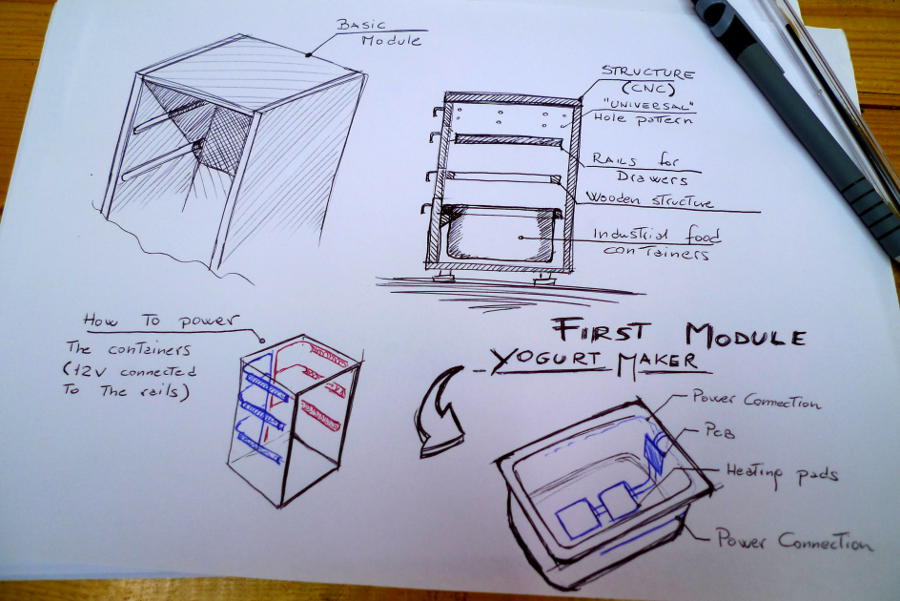 Basic
Module
STRUCTURE
(CNC)
"UNIVERSAL"
Hole pattern
Rails for
Drawers
Wooden structure
Industrial food
containers
How To power
The containers
(12v connected
To The rails)
FIRST MODULE
YOGURT MAKER
Power Connection
PCB
Heating pads
Power Connection